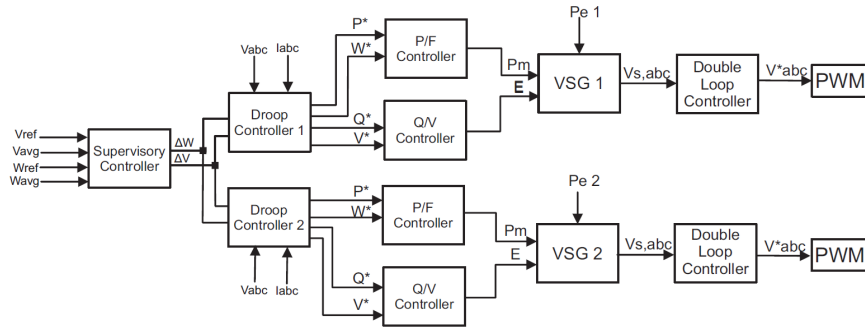 Pe 1
P*
W*
P/F
Controller
Vabc
Iabc
Pm
E
VSG 1
Vs,abc
Double
Loop
Controller
V*abc
PWM
Droop
Controller 1
Q*
V*
Q/V
Controller
Vref
Vavg
Wref
Wavg
Supervisory
Controller
ΔW
ΔV
Pe 2
P*
W*
P/F
Controller
Droop
Controller 2
Pm
E
VSG 2
Vs,abc
Double
Loop
Controller
V*abc
PWM
Vabc
Iabc
Q*
V*
Q/V
Controller